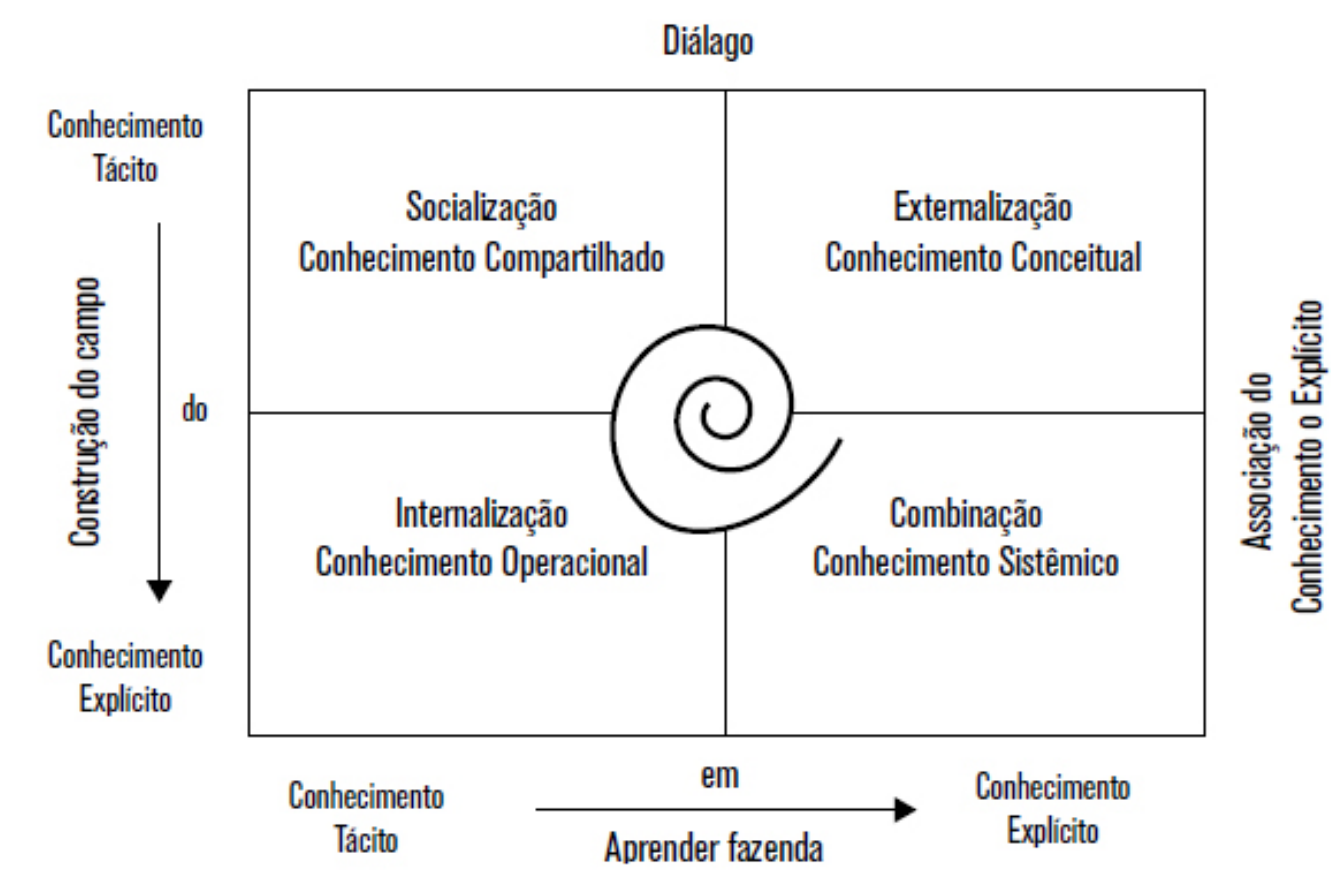 Diálago
Conhecimento
Tácito
Socialização
Conhecimento Compartilhado
Externalização
Conhecimento Conceitual
Construção do campo
do
Associação do
Conhecimento o Explícito
Internalização
Conhecimento Operacional
Combinação
Conhecimento Sistêmico
Conhecimento
Explícito
Conhecimento
Tácito
em
Aprender fazenda
Conhecimento
Explícito